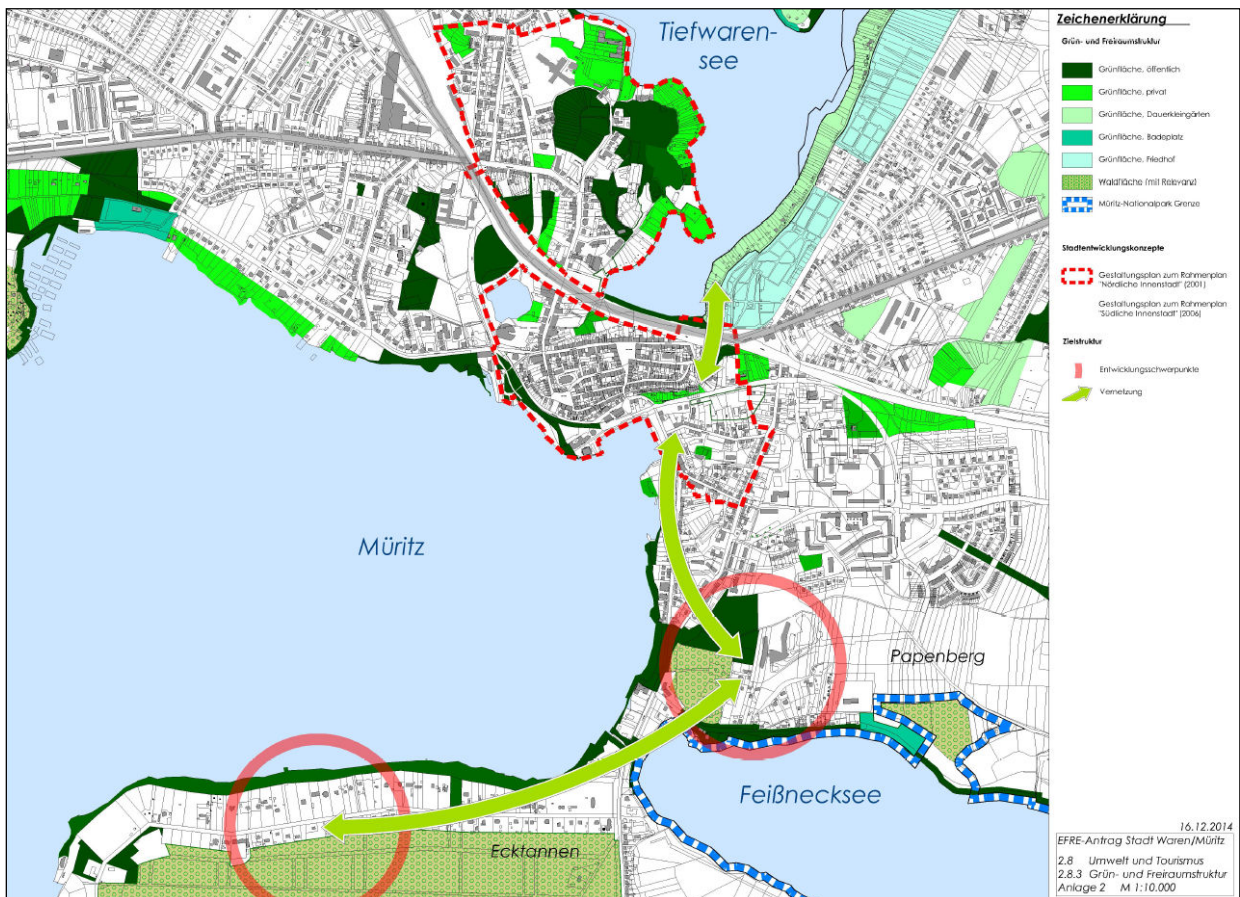 Tiefwaren-
see
Müritz
Papenberg
Feißnecksee
Ecktannen
Zeichenerklärung
Grün- und Freiraumstruktur
Grünfläche, öffentlich
Grünfläche, privat
Grünfläche, Dauerkleingärten
Grünfläche, Badeplatz
Grünfläche, Friedhof
Waldfläche (mit Relevanz)
Müritz-Nationalpark Grenze
Stadtentwicklungskonzepte
Gestaltungsplan zum Rahmenplan
"Nördliche Innenstadt" (2001)
Gestaltungsplan zum Rahmenplan
"Südliche Innenstadt" (2006)
Zielstruktur
Entwicklungsschwerpunkte
Vernetzung
16.12.2014
EFRE-Antrag Stadt Waren/Müritz
2.8 Umwelt und Tourismus
2.8.3 Grün- und Freiraumstruktur
Anlage 2 M 1:10.000